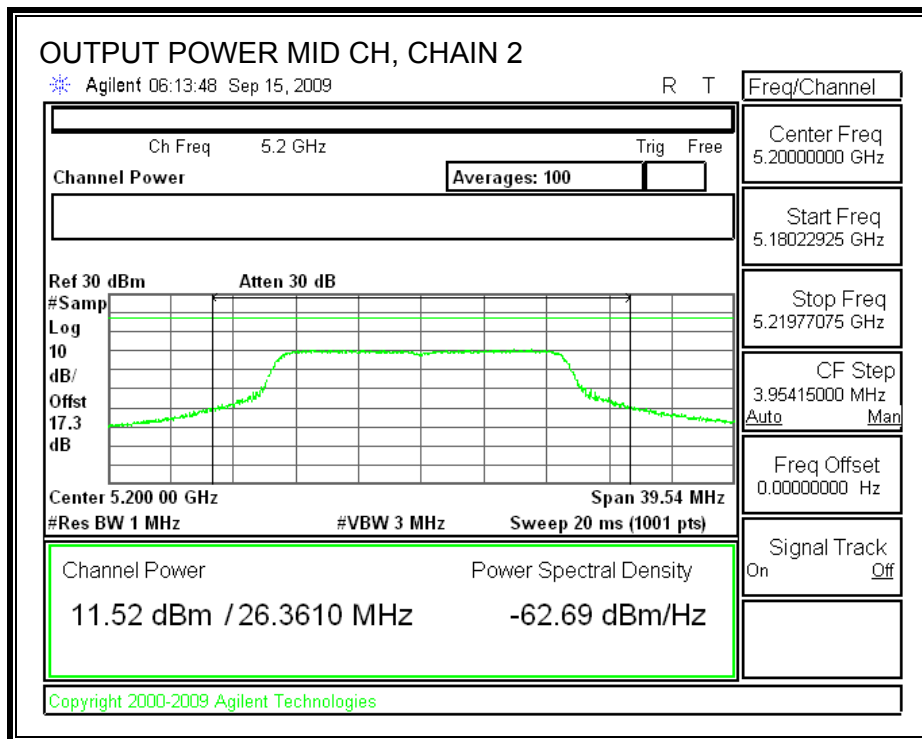 OUTPUT POWER MID CH, CHAIN 2
Agilent 06:13:48 Sep 15, 2009 R T
Freq/Channel
Ch Freq 5.2 GHz Trig Free
Channel Power Averages: 100
Center Freq
5.20000000 GHz
Start Freq
5.18022925 GHz
Stop Freq
5.21977075 GHz
CF Step
3.95415000 MHz
Auto Man
Freq Offset
0.00000000 Hz
Signal Track
On Off
Ref 30 dBm Atten 30 dB
#Samp
Log
10
dB/
Offst
17.3
dB
Center 5.200 00 GHz Span 39.54 MHz
#Res BW 1 MHz #VBW 3 MHz Sweep 20 ms (1001 pts)
Channel Power Power Spectral Density
11.52 dBm / 26.3610 MHz -62.69 dBm/Hz
Copyright 2000-2009 Agilent Technologies